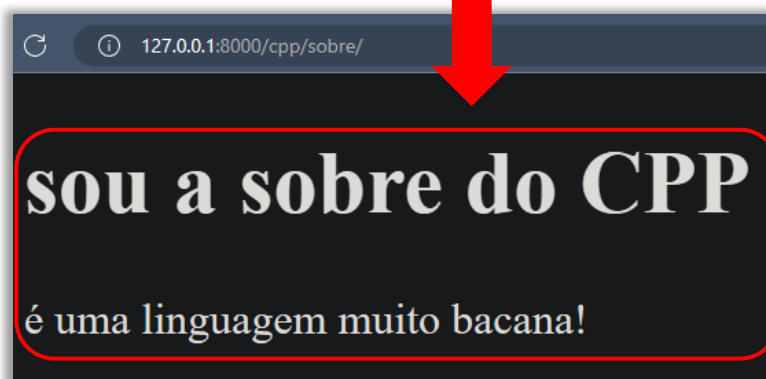 127.0.0.1:8000/cpp/sobre/
sou a sobre do CPP
é uma linguagem muito bacana!